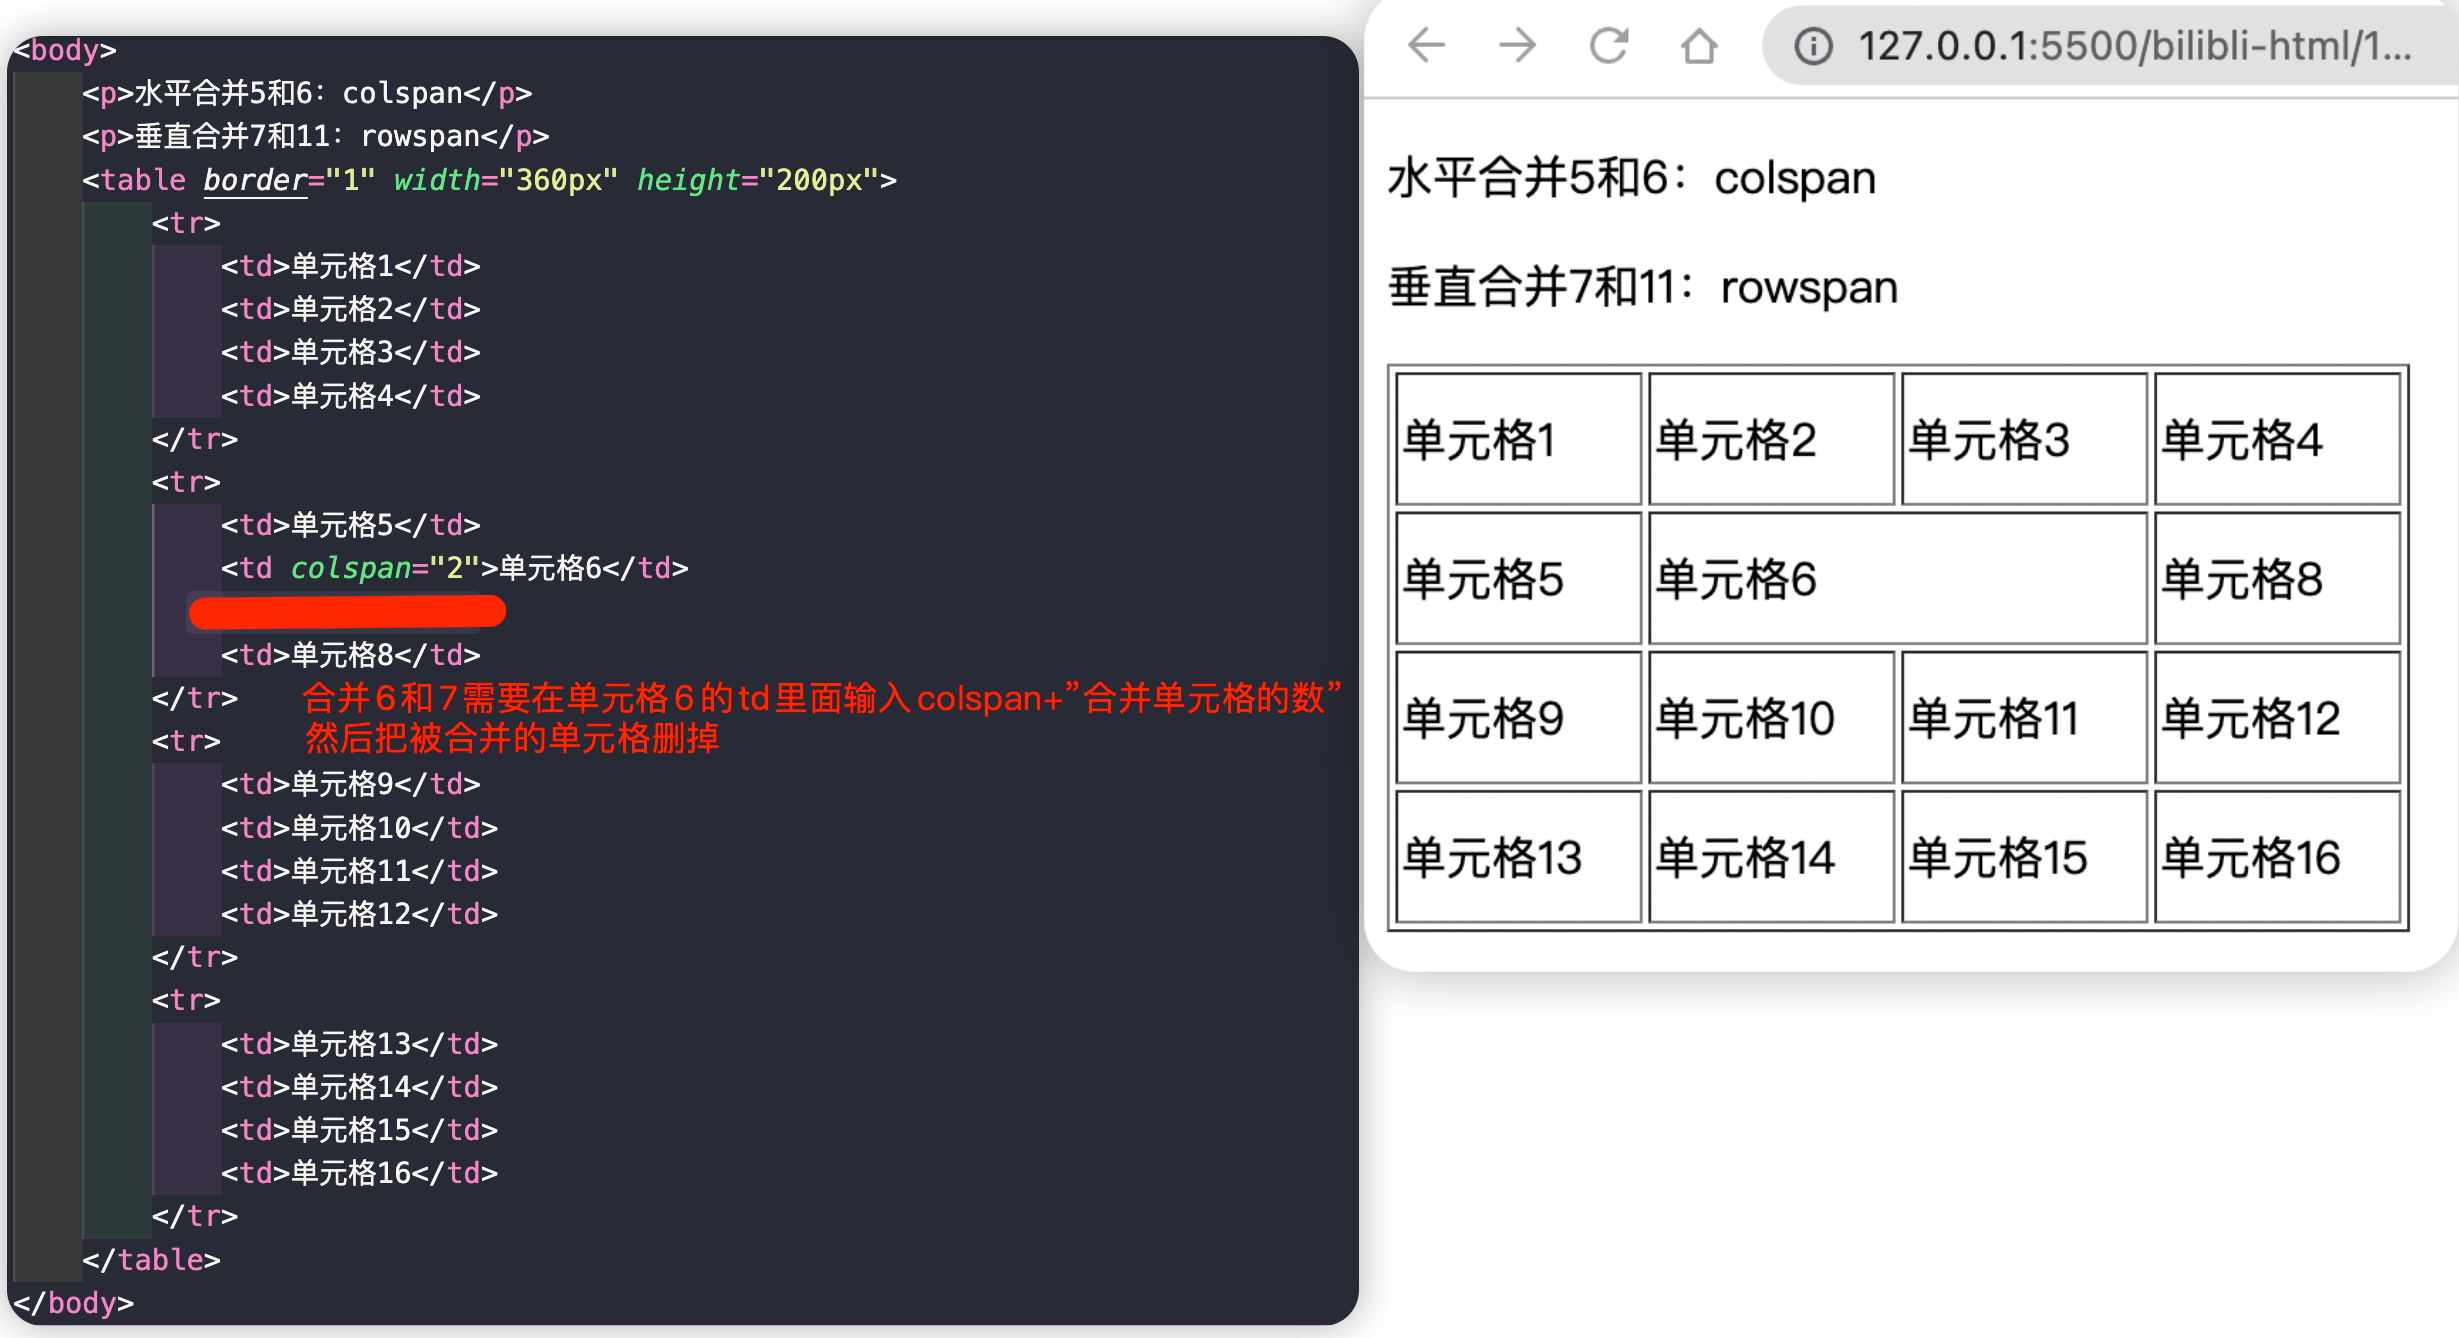 <body>
<p>水平合并5和6：colspan</p>
<p>垂直合并7和11：rowspan</p>
<table border="1" width="360px" height="200px">
<tr>
<td>单元格1</td>
<td>单元格2</td>
<td>单元格3</td>
<td>单元格4</td>
</tr>
<tr>
<td>单元格5</td>
<td colspan="2">单元格6</td>
<td>单元格8</td>
</tr>
合并6和7需要在单元格6的td里面输入colspan+”合并单元格的数”
然后把被合并的单元格删掉
<tr>
<td>单元格9</td>
<td>单元格10</td>
<td>单元格11</td>
<td>单元格12</td>
</tr>
<tr>
<td>单元格13</td>
<td>单元格14</td>
<td>单元格15</td>
<td>单元格16</td>
</tr>
</table>
</body>
127.0.0.1:5500/bilibli-html/1...
水平合并5和6：colspan
垂直合并7和11：rowspan
单元格1 单元格2 单元格3 单元格4
单元格5 单元格6 单元格8
单元格9 单元格10 单元格11 单元格12
单元格13 单元格14 单元格15 单元格16